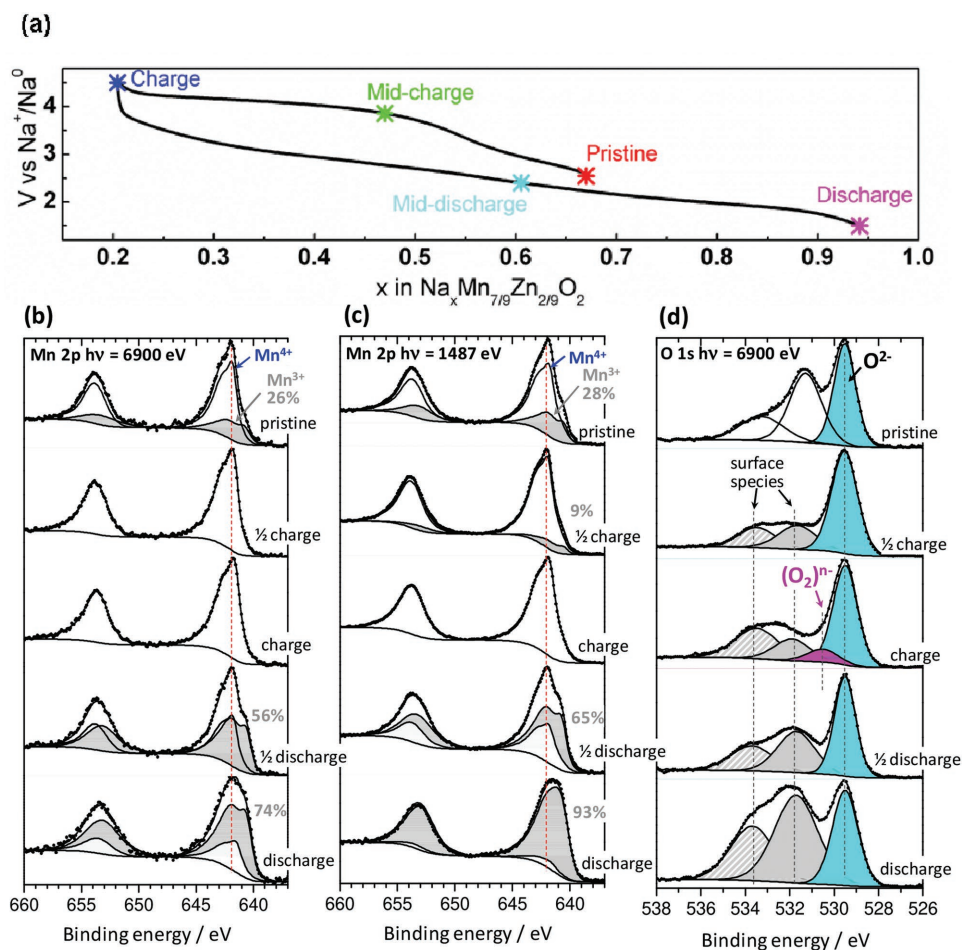 (a)
V vs Na⁺/Na⁰
4
3
2
Charge
Mid-charge
Pristine
Mid-discharge
Discharge
0.2 0.3 0.4 0.5 0.6 0.7 0.8 0.9 1.0
x in NaₓMn₇/₉Zn₂/₉O₂
(b)
Mn 2p hν = 6900 eV
Mn⁴⁺
Mn³⁺
26%
pristine
½ charge
charge
56%
½ discharge
74%
discharge
660 655 650 645 640
Binding energy / eV
(c)
Mn 2p hν = 1487 eV
Mn⁴⁺
Mn³⁺
28%
pristine
9%
½ charge
charge
65%
½ discharge
93%
discharge
660 655 650 645 640
Binding energy / eV
(d)
O 1s hν = 6900 eV
O²⁻
pristine
surface
species
½ charge
(O₂)ⁿ⁻
charge
½ discharge
discharge
538 536 534 532 530 528 526
Binding energy / eV